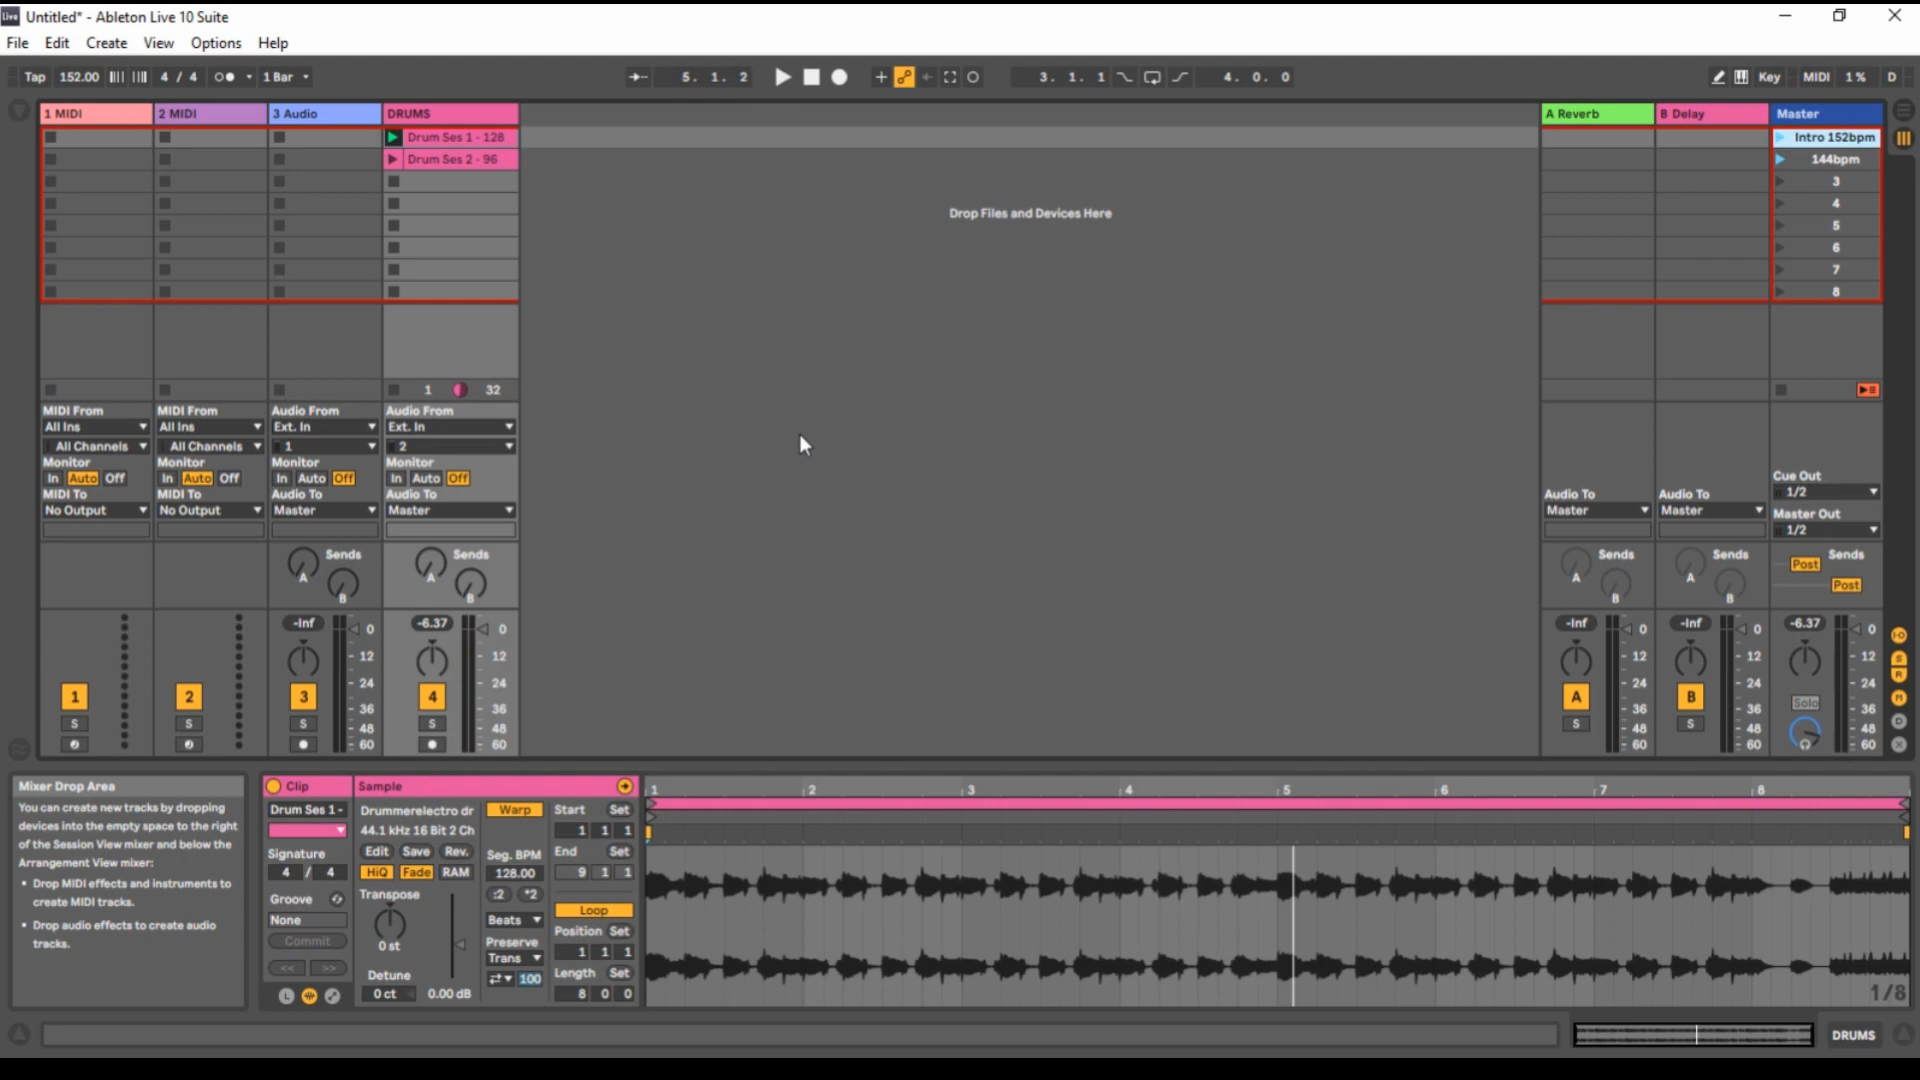 Live Untitled* - Ableton Live 10 Suite
File Edit Create View Options Help
Tap 152.00 4 / 4 1 Bar 5. 1. 2 3. 1. 1 4. 0. 0 Key MIDI 1% D
1 MIDI 2 MIDI 3 Audio DRUMS A Reverb B Delay Master
Drum Ses 1 - 128 Intro 152bpm
Drum Ses 2 - 96 144bpm
3
4
5
6
7
8
Drop Files and Devices Here
1 32
MIDI From MIDI From Audio From Audio From
All Ins All Ins Ext. In Ext. In
All Channels All Channels 1 2
Monitor Monitor Monitor Monitor
In Auto Off In Auto Off In Auto Off In Auto Off
MIDI To MIDI To Audio To Audio To
No Output No Output Master Master
Audio To Audio To
Master Master
Cue Out
1/2
Master Out
1/2
Sends Sends Sends Sends Sends
A B A B A B A B Post Post
-Inf -6.37 -Inf -Inf -6.37
0 0 0 0 0
12 12 12 12 12
24 24 24 24 24
1 2 3 4 A B Solo
36 36 36 36 36
S S S S S S
48 48 48 48 48
60 60 60 60 60
I-O
S
R
M
D
X
Mixer Drop Area
You can create new tracks by dropping
devices into the empty space to the right
of the Session View mixer and below the
Arrangement View mixer:
• Drop MIDI effects and instruments to
create MIDI tracks.
• Drop audio effects to create audio
tracks.
Clip
Drum Ses 1 -
Signature
4 / 4
Groove
None
Commit
<< >>
L
Sample
Drummerelectro dr
44.1 kHz 16 Bit 2 Ch
Edit Save Rev.
HiQ Fade RAM
Transpose
0 st
Detune
0 ct 0.00 dB
Warp
Seg. BPM
128.00
:2 *2
Beats
Preserve
Trans
100
Start Set
1 1 1
End Set
9 1 1
Loop
Position Set
1 1 1
Length Set
8 0 0
1 2 3 4 5 6 7 8
1/8
DRUMS